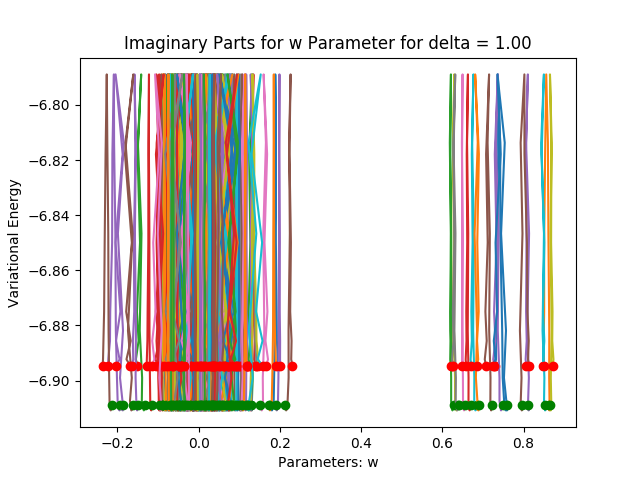 Imaginary Parts for w Parameter for delta = 1.00
Variational Energy
−6.80
−6.82
−6.84
−6.86
−6.88
−6.90
−0.2 0.0 0.2 0.4 0.6 0.8
Parameters: w